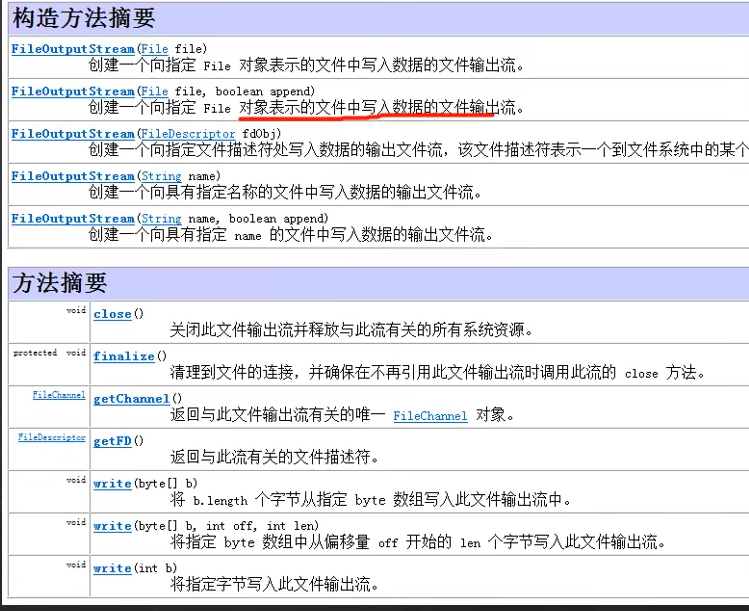 构造方法摘要
FileOutputStream(File file)
创建一个向指定 File 对象表示的文件中写入数据的文件输出流。
FileOutputStream(File file, boolean append)
创建一个向指定 File 对象表示的文件中写入数据的文件输出流。
FileOutputStream(FileDescriptor fdObj)
创建一个向指定文件描述符处写入数据的输出文件流，该文件描述符表示一个到文件系统中的某个
FileOutputStream(String name)
创建一个向具有指定名称的文件中写入数据的输出文件流。
FileOutputStream(String name, boolean append)
创建一个向具有指定 name 的文件中写入数据的输出文件流。
方法摘要
void close()
关闭此文件输出流并释放与此流有关的所有系统资源。
protected void finalize()
清理到文件的连接，并确保在不再引用此文件输出流时调用此流的 close 方法。
FileChannel getChannel()
返回与此文件输出流有关的唯一 FileChannel 对象。
FileDescriptor getFD()
返回与此流有关的文件描述符。
void write(byte[] b)
将 b.length 个字节从指定 byte 数组写入此文件输出流中。
void write(byte[] b, int off, int len)
将指定 byte 数组中从偏移量 off 开始的 len 个字节写入此文件输出流。
void write(int b)
将指定字节写入此文件输出流。